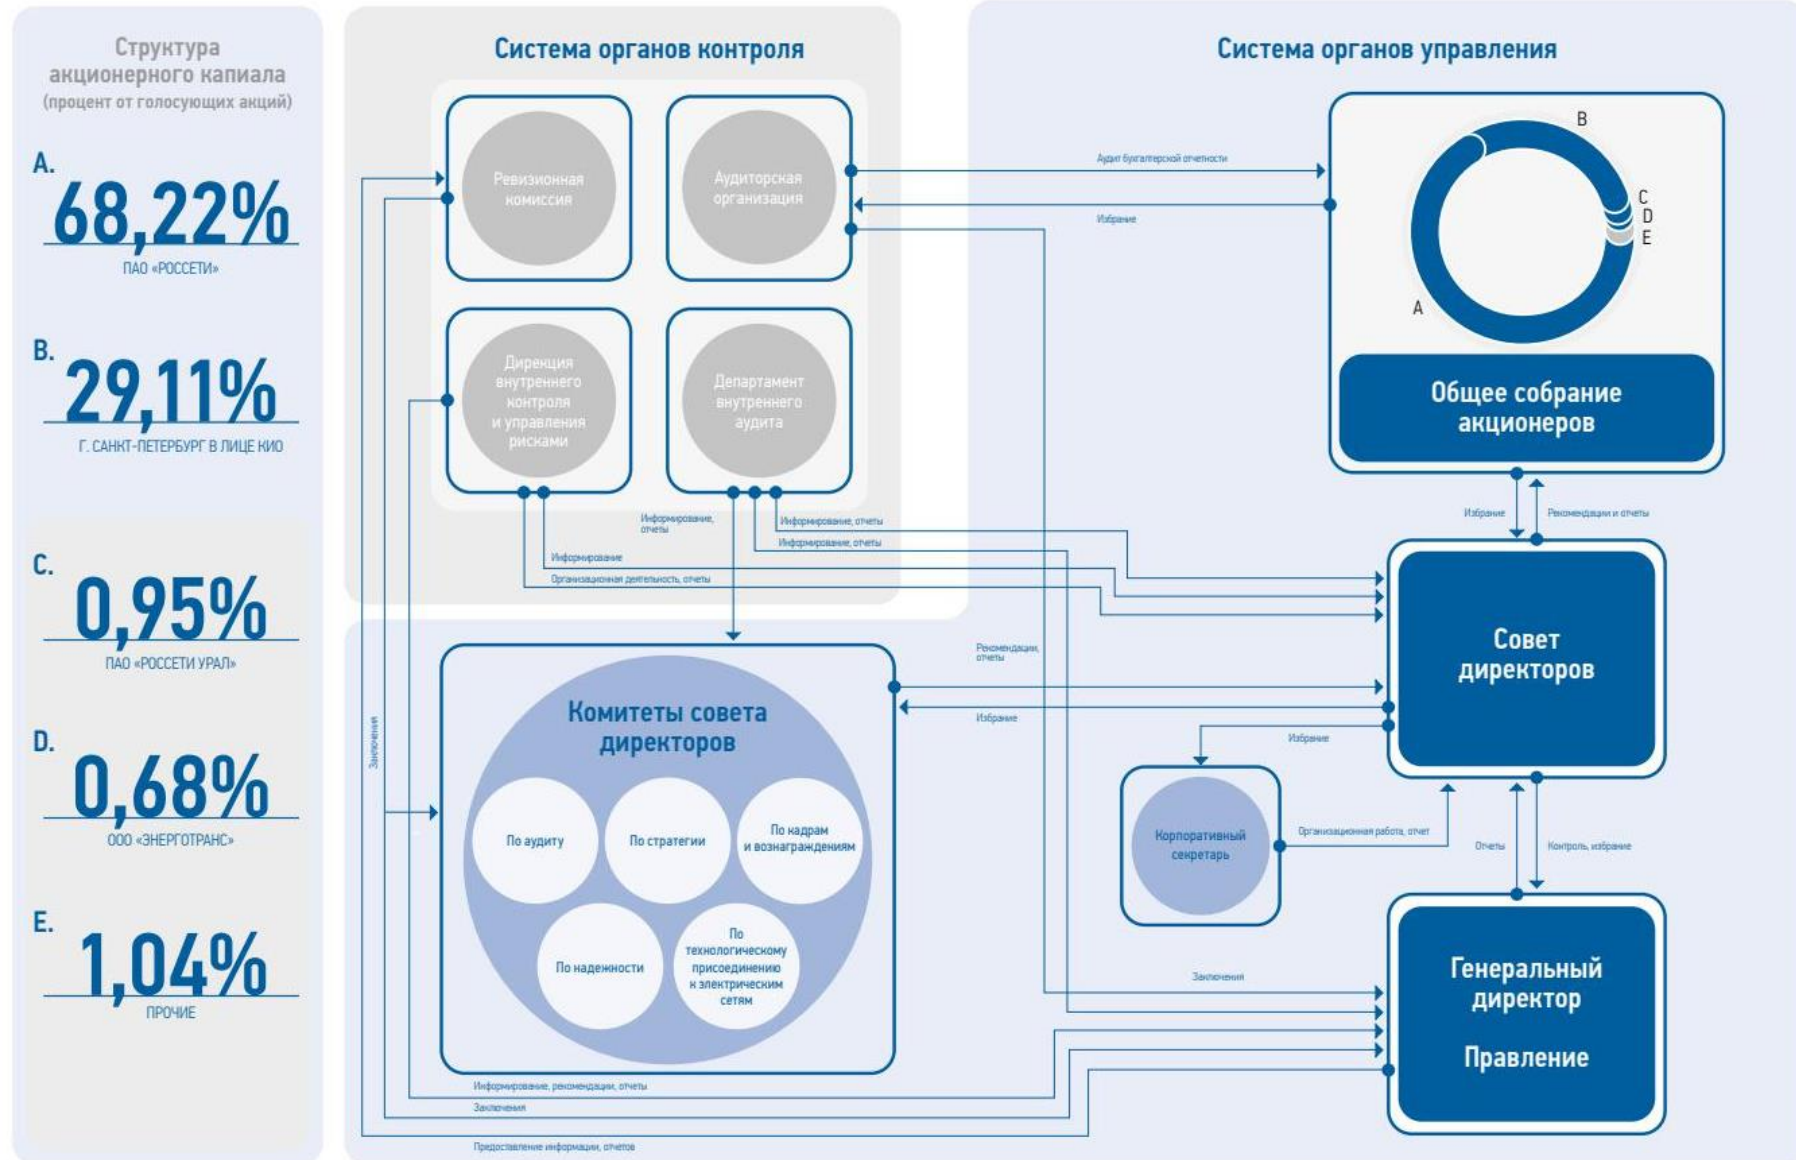 Структура
акционерного капиала
(процент от голосующих акций)
A.
68,22%
ПАО «РОССЕТИ»
B.
29,11%
Г. САНКТ-ПЕТЕРБУРГ В ЛИЦЕ КИО
C.
0,95%
ПАО «РОССЕТИ УРАЛ»
D.
0,68%
ООО «ЭНЕРГОТРАНС»
E.
1,04%
ПРОЧИЕ
Система органов контроля
Ревизионная
комиссия
Аудиторская
организация
Дирекция
внутреннего
контроля
и управления
рисками
Департамент
внутреннего
аудита
Информирование,
отчеты
Информирование, отчеты
Информирование, отчеты
Информирование
Организационная деятельность, отчеты
Система органов управления
Аудит бухгалтерской отчетности
Избрание
B
C
D
E
A
Общее собрание
акционеров
Избрание
Рекомендации и отчеты
Совет
директоров
Рекомендации,
отчеты
Избрание
Избрание
Заключения
Комитеты совета
директоров
По аудиту
По стратегии
По кадрам
и вознаграждениям
По надежности
По
технологическому
присоединению
к электрическим
сетям
Корпоративный
секретарь
Организационная работа, отчет
Отчеты
Контроль, избрание
Заключения
Генеральный
директор
Правление
Информирование, рекомендации, отчеты
Заключения
Предоставление информации, отчетов